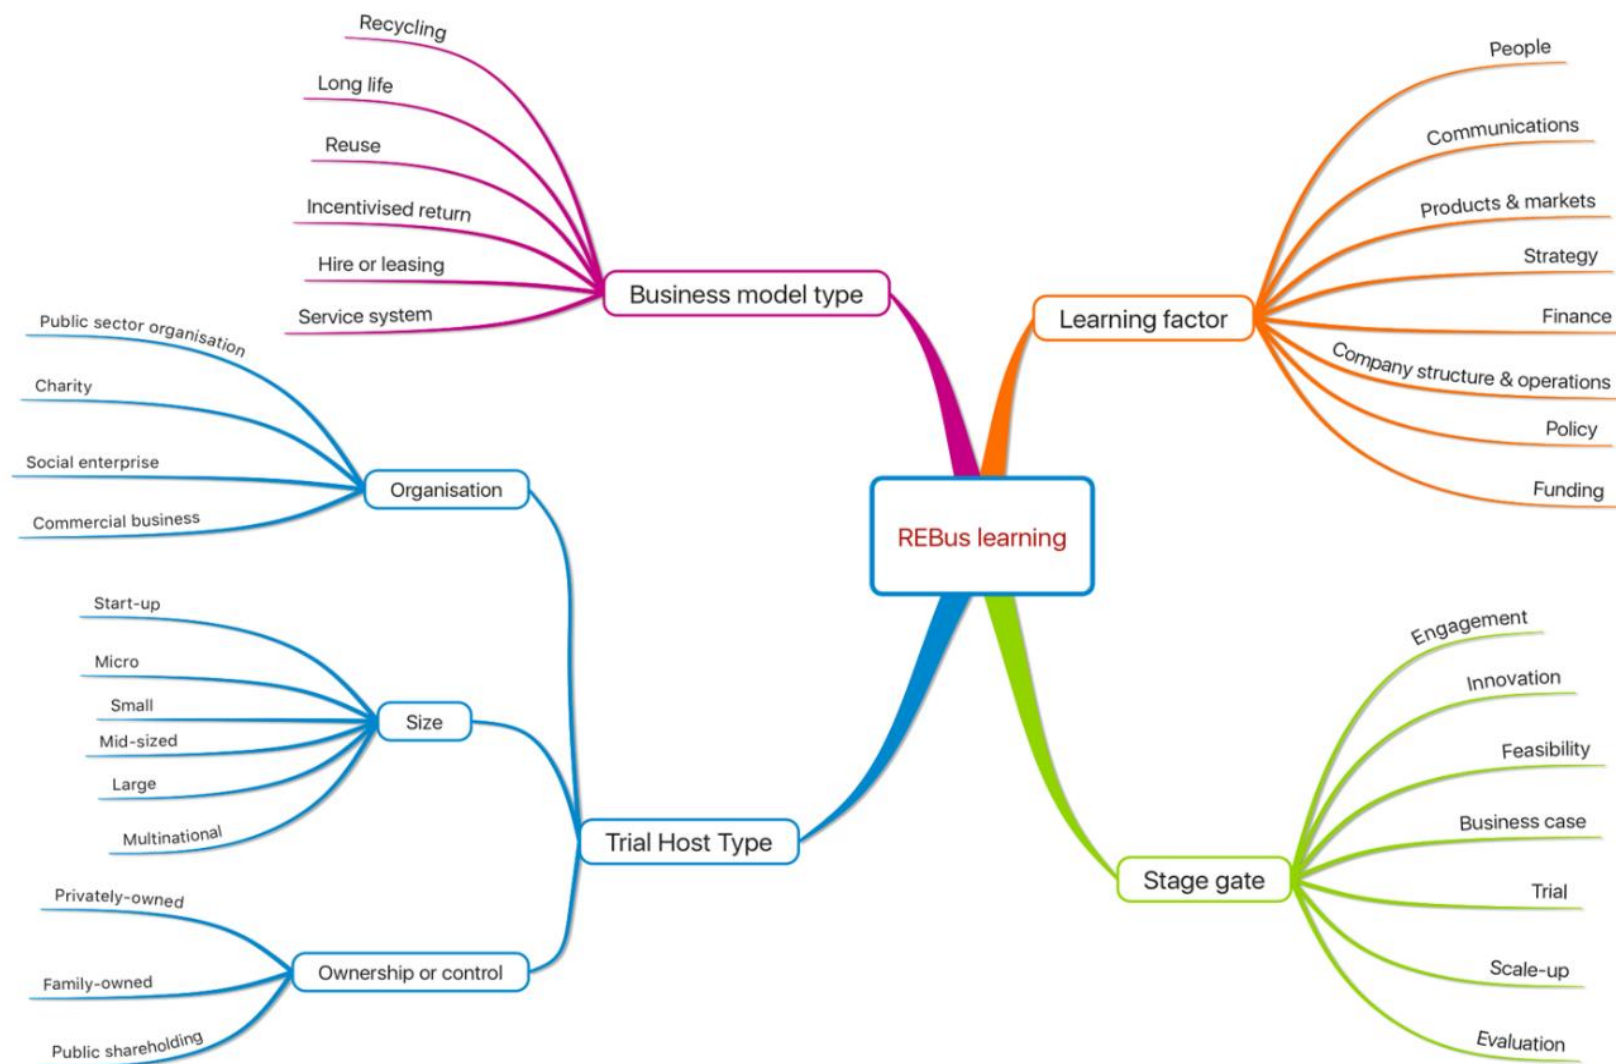 REBus learning
Business model type
Recycling
Long life
Reuse
Incentivised return
Hire or leasing
Service system
Learning factor
People
Communications
Products & markets
Strategy
Finance
Company structure & operations
Policy
Funding
Trial Host Type
Organisation
Public sector organisation
Charity
Social enterprise
Commercial business
Size
Start-up
Micro
Small
Mid-sized
Large
Multinational
Ownership or control
Privately-owned
Family-owned
Public shareholding
Stage gate
Engagement
Innovation
Feasibility
Business case
Trial
Scale-up
Evaluation